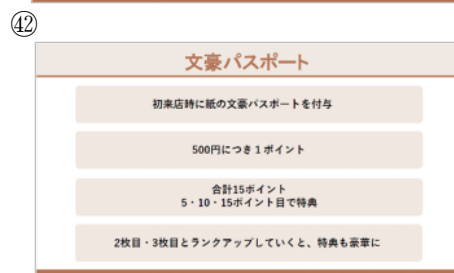 ㊷
文豪パスポート
初来店時に紙の文豪パスポートを付与
500円につき1ポイント
合計15ポイント
5・10・15ポイント目で特典
2枚目・3枚目とランクアップしていくと、特典も豪華に